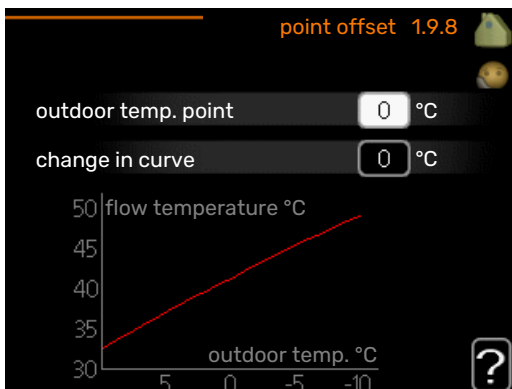 point offset 1.9.8
outdoor temp. point 0 °C
change in curve 0 °C
50 flow temperature °C
45
40
35
30
outdoor temp. °C
5 0 -5 -10
?